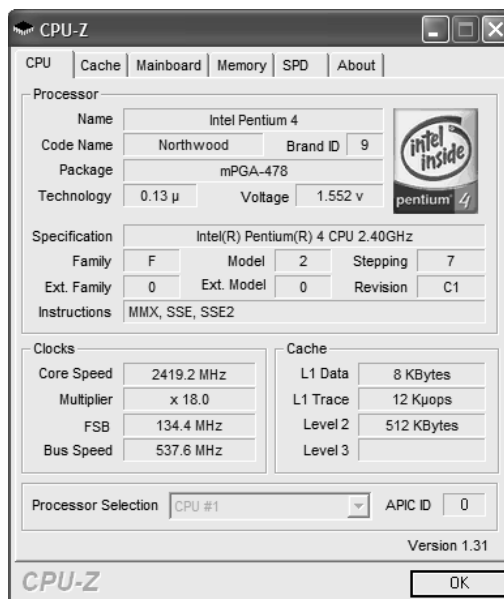 CPU-Z
CPU Cache Mainboard Memory SPD About
Processor
Name Intel Pentium 4
Code Name Northwood Brand ID 9
Package mPGA-478
Technology 0.13 µ Voltage 1.552 v
intel inside
pentium 4
Specification Intel(R) Pentium(R) 4 CPU 2.40GHz
Family F Model 2 Stepping 7
Ext. Family 0 Ext. Model 0 Revision C1
Instructions MMX, SSE, SSE2
Clocks
Core Speed 2419.2 MHz
Multiplier x 18.0
FSB 134.4 MHz
Bus Speed 537.6 MHz
Cache
L1 Data 8 KBytes
L1 Trace 12 Kµops
Level 2 512 KBytes
Level 3
Processor Selection CPU #1 APIC ID 0
Version 1.31
CPU-Z OK